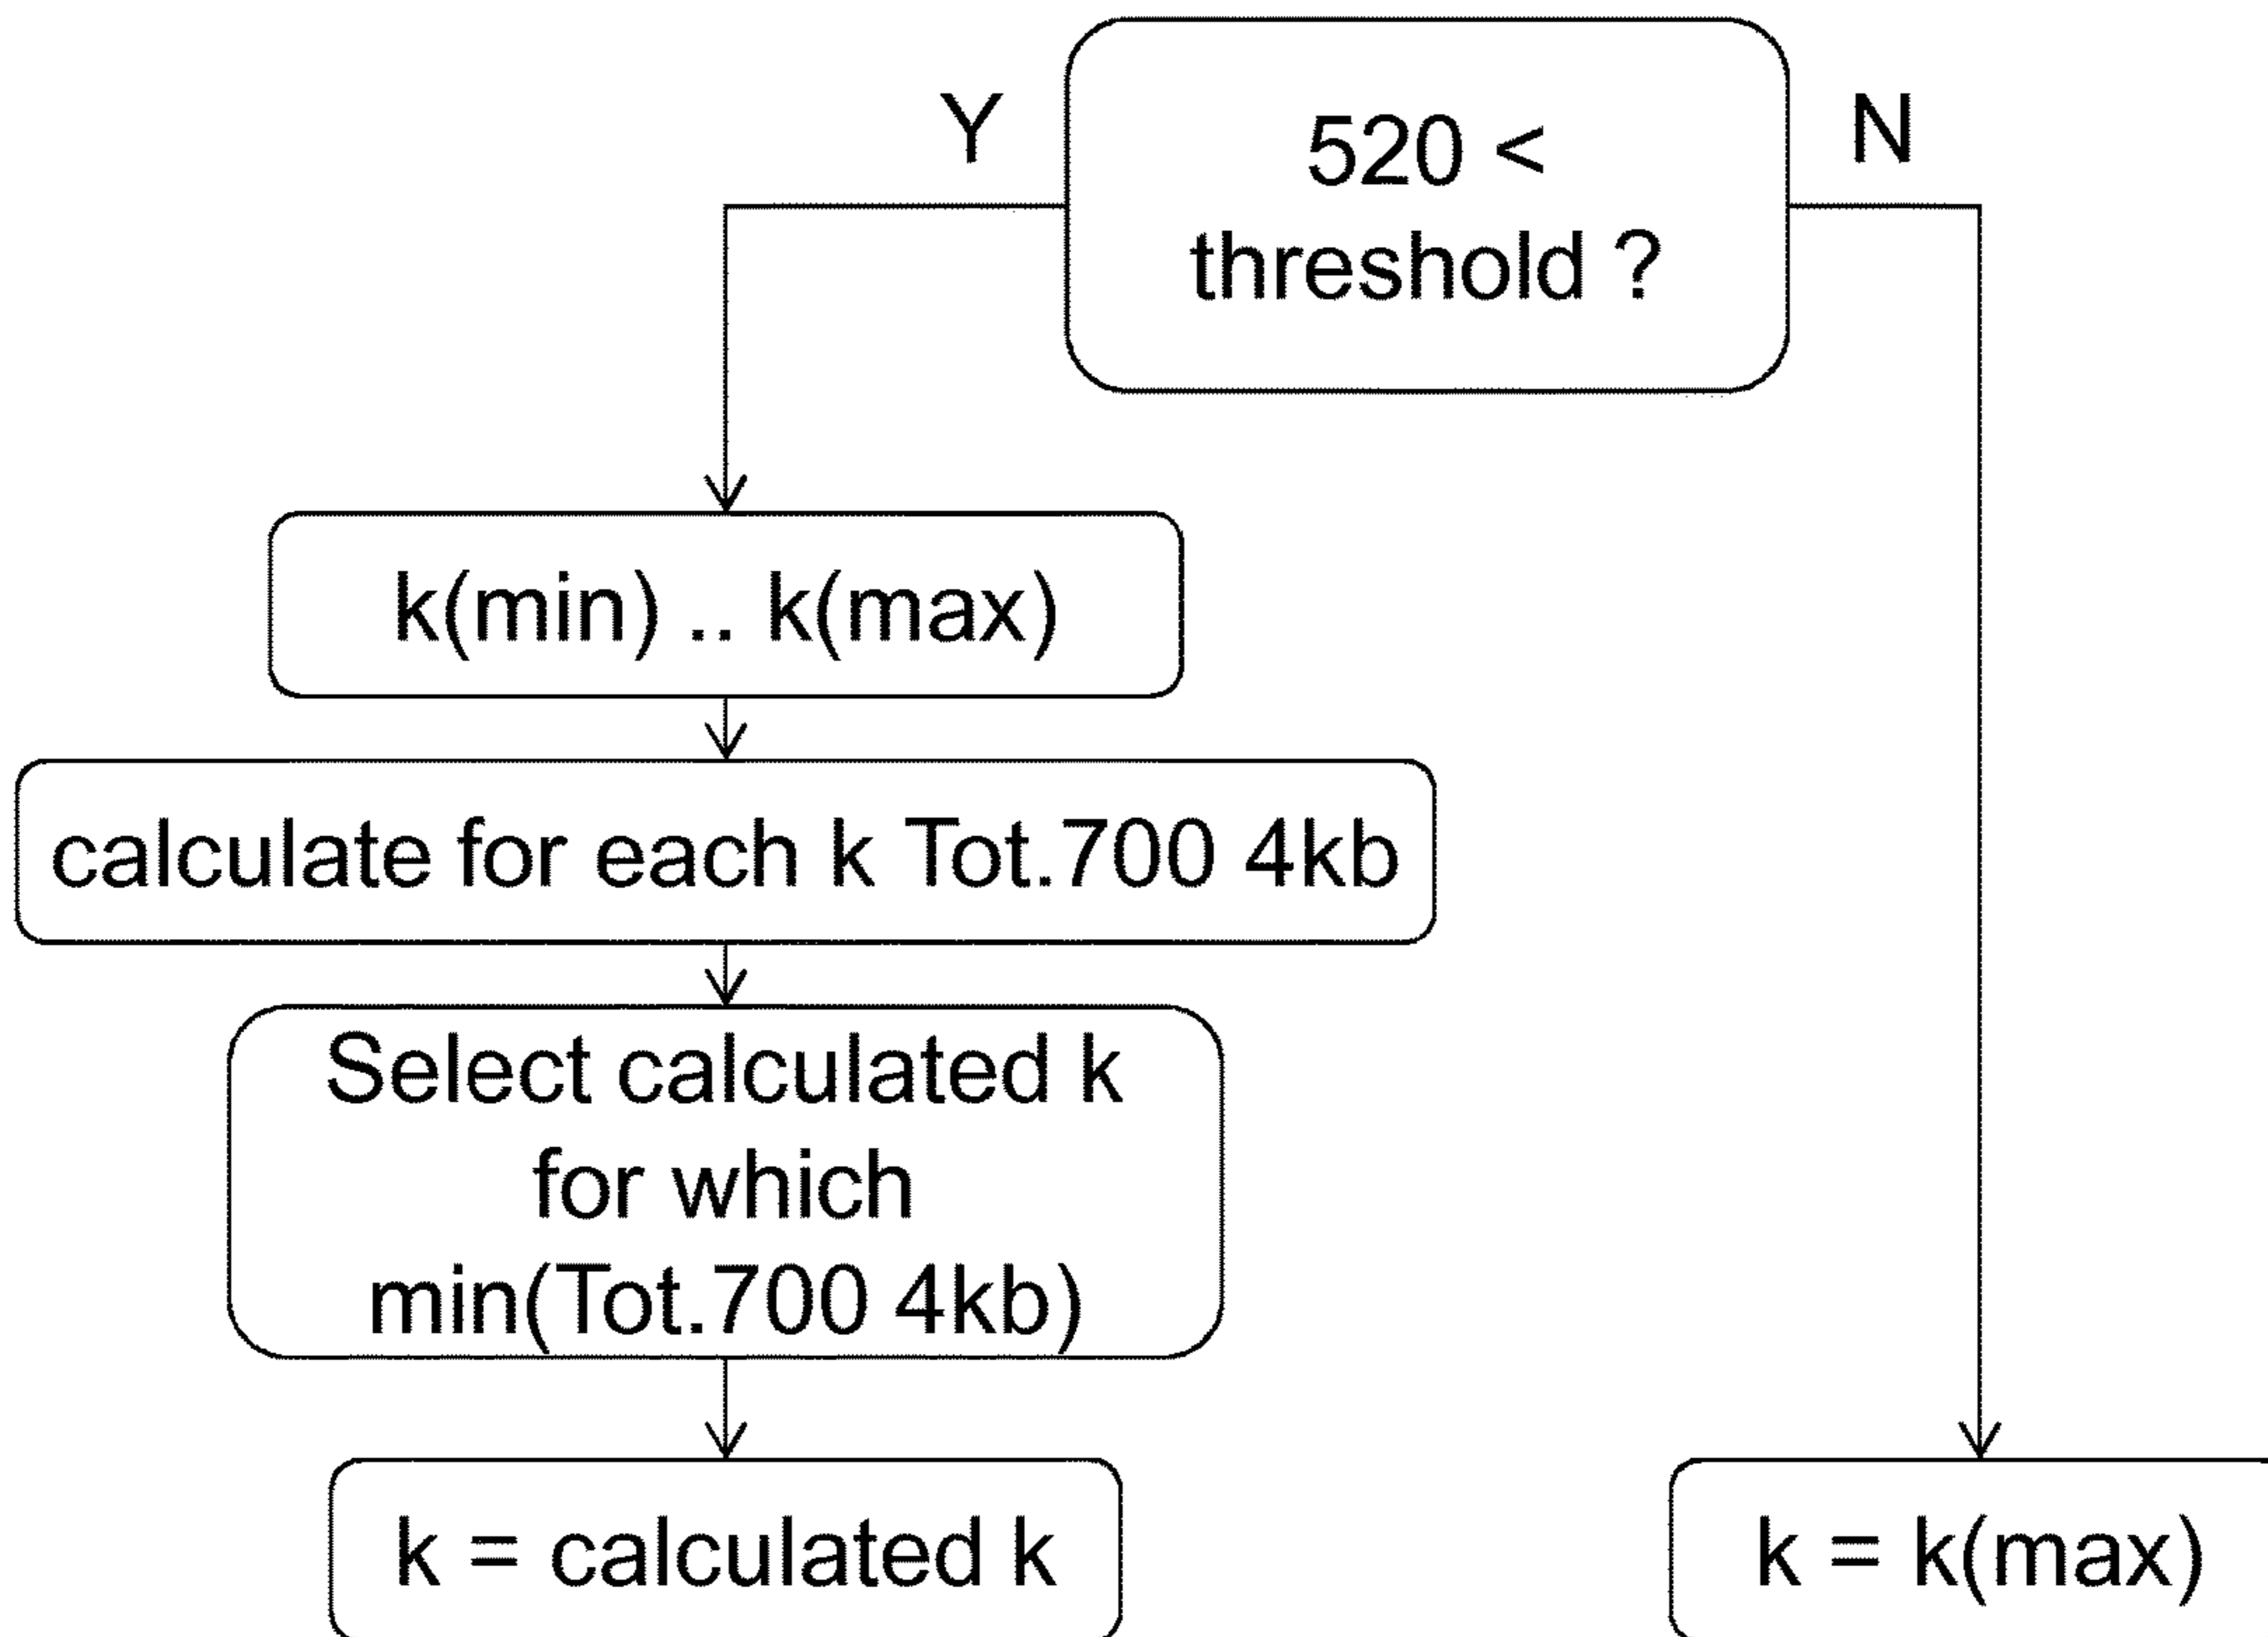 520 <
threshold ?
Y
N
k(min) .. k(max)
calculate for each k Tot.700 4kb
Select calculated k
for which
min(Tot.700 4kb)
k = calculated k
k = k(max)